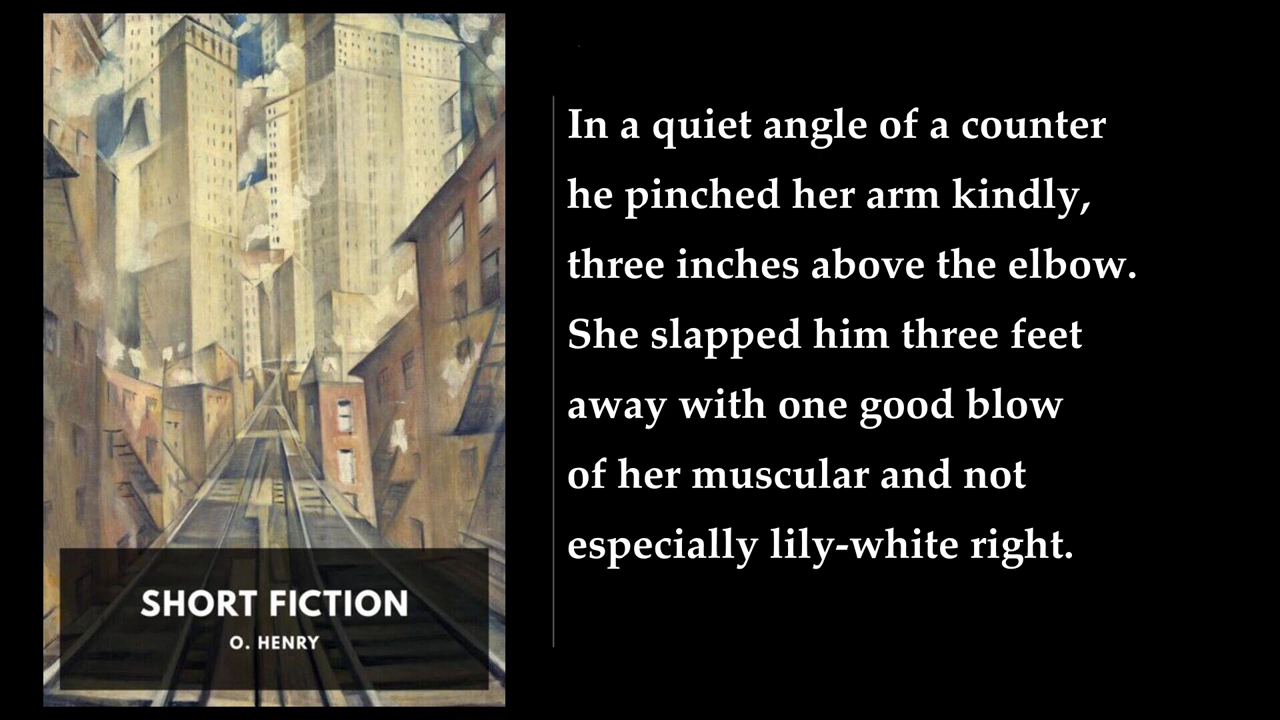 SHORT FICTION
O. HENRY
In a quiet angle of a counter
he pinched her arm kindly,
three inches above the elbow.
She slapped him three feet
away with one good blow
of her muscular and not
especially lily-white right.